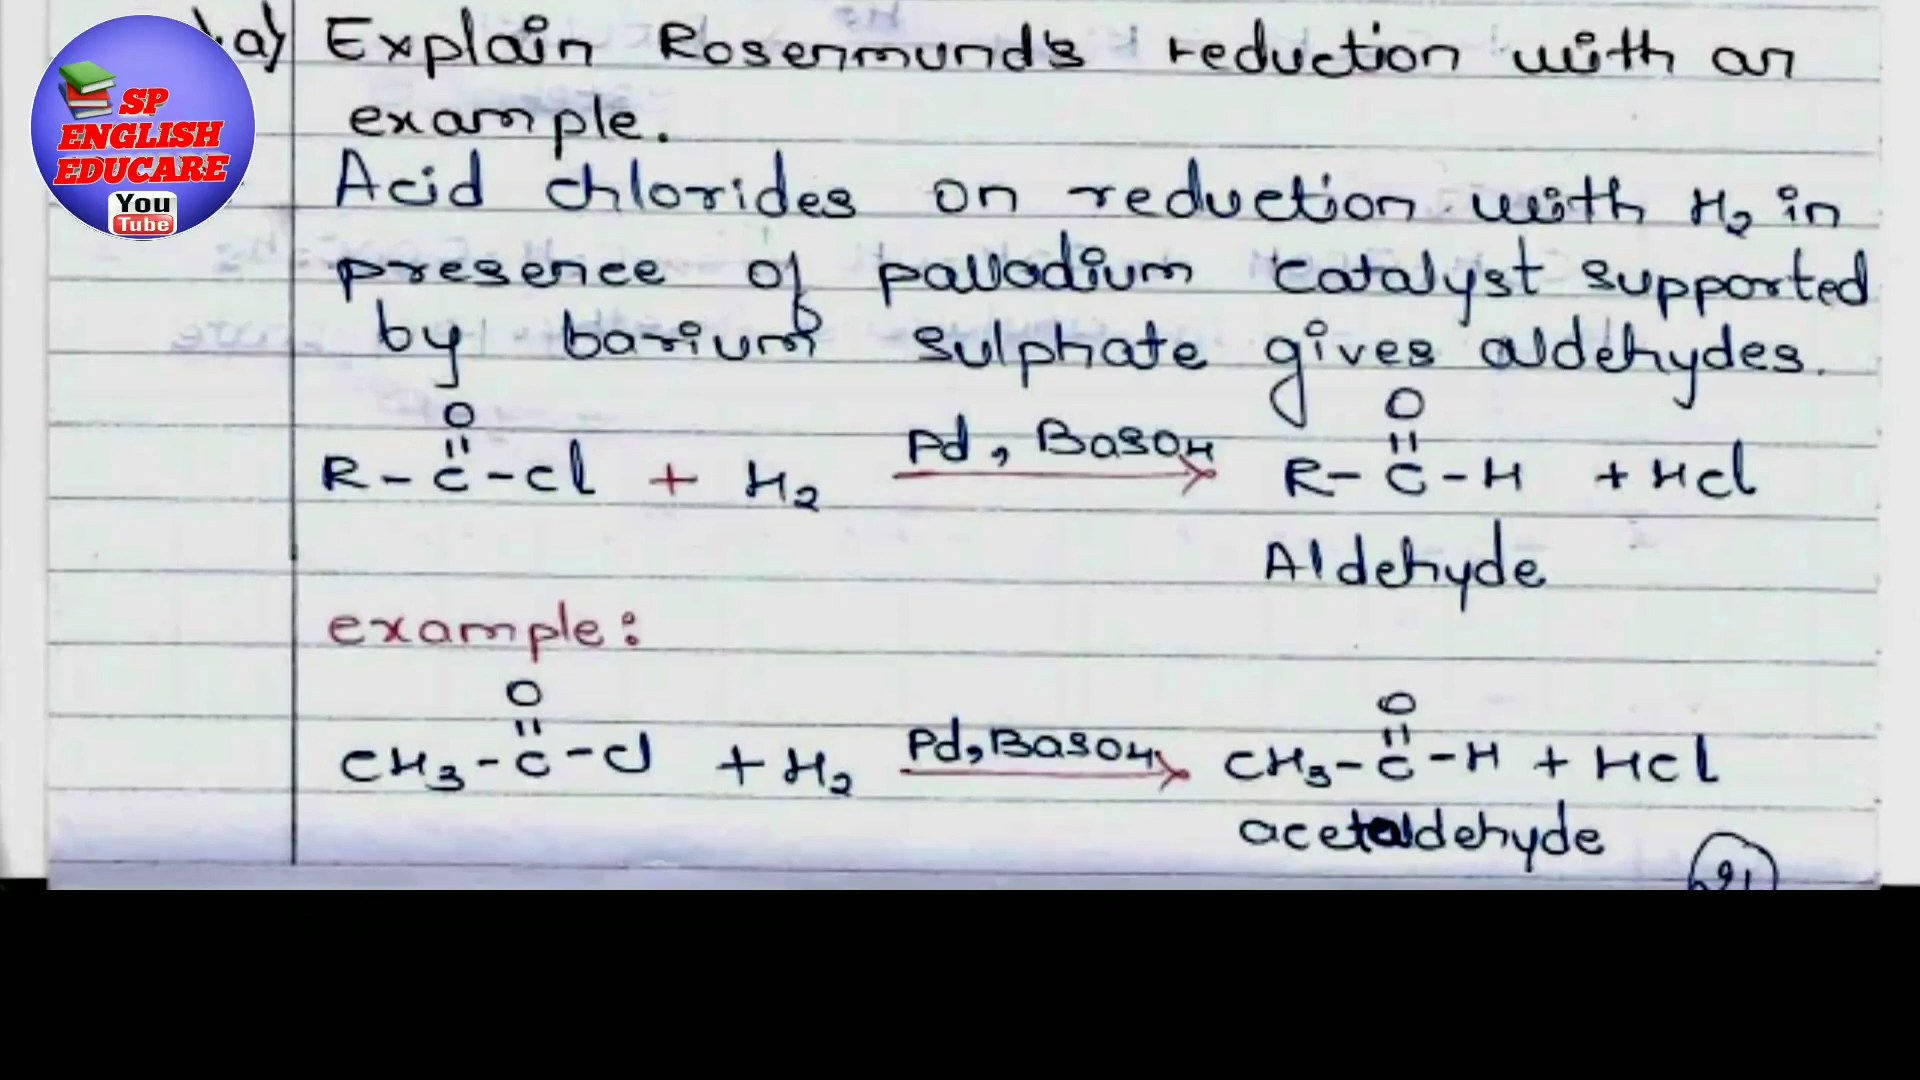 SP
ENGLISH
EDUCARE
You
Tube
a) Explain Rosenmund's reduction with an
example.
Acid chlorides on reduction with H2 in
presence of palladium catalyst supported
by barium sulphate gives aldehydes.
O O
R-C-Cl + H2 Pd, BaSO4 R-C-H + HCl
Aldehyde
example:
O O
CH3-C-Cl + H2 Pd, BaSO4 CH3-C-H + HCl
acetaldehyde